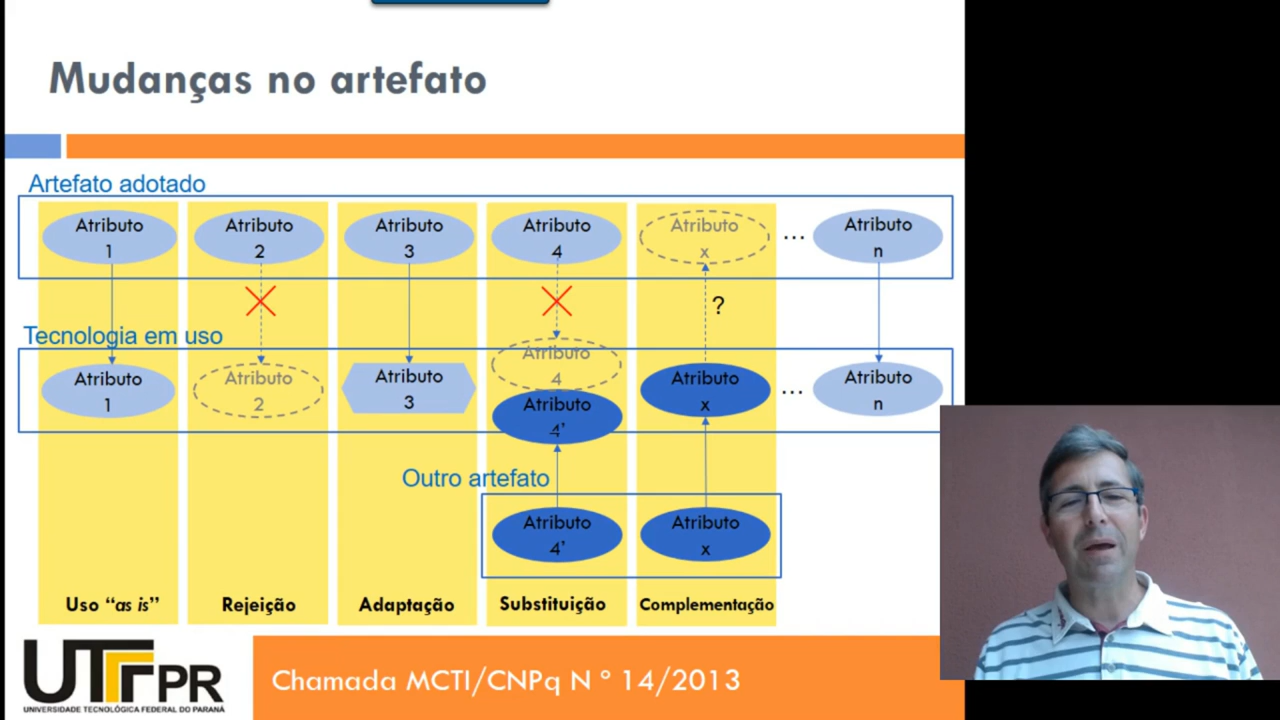 Mudanças no artefato
Artefato adotado
Atributo
1
Atributo
2
Atributo
3
Atributo
4
Atributo
x
...
Atributo
n
?
Tecnologia em uso
Atributo
1
Atributo
2
Atributo
3
Atributo
4
Atributo
4'
Atributo
x
...
Atributo
n
Outro artefato
Atributo
4'
Atributo
x
Uso “as is”
Rejeição
Adaptação
Substituição
Complementação
UTFPR
UNIVERSIDADE TECNOLÓGICA FEDERAL DO PARANÁ
Chamada MCTI/CNPq N º 14/2013